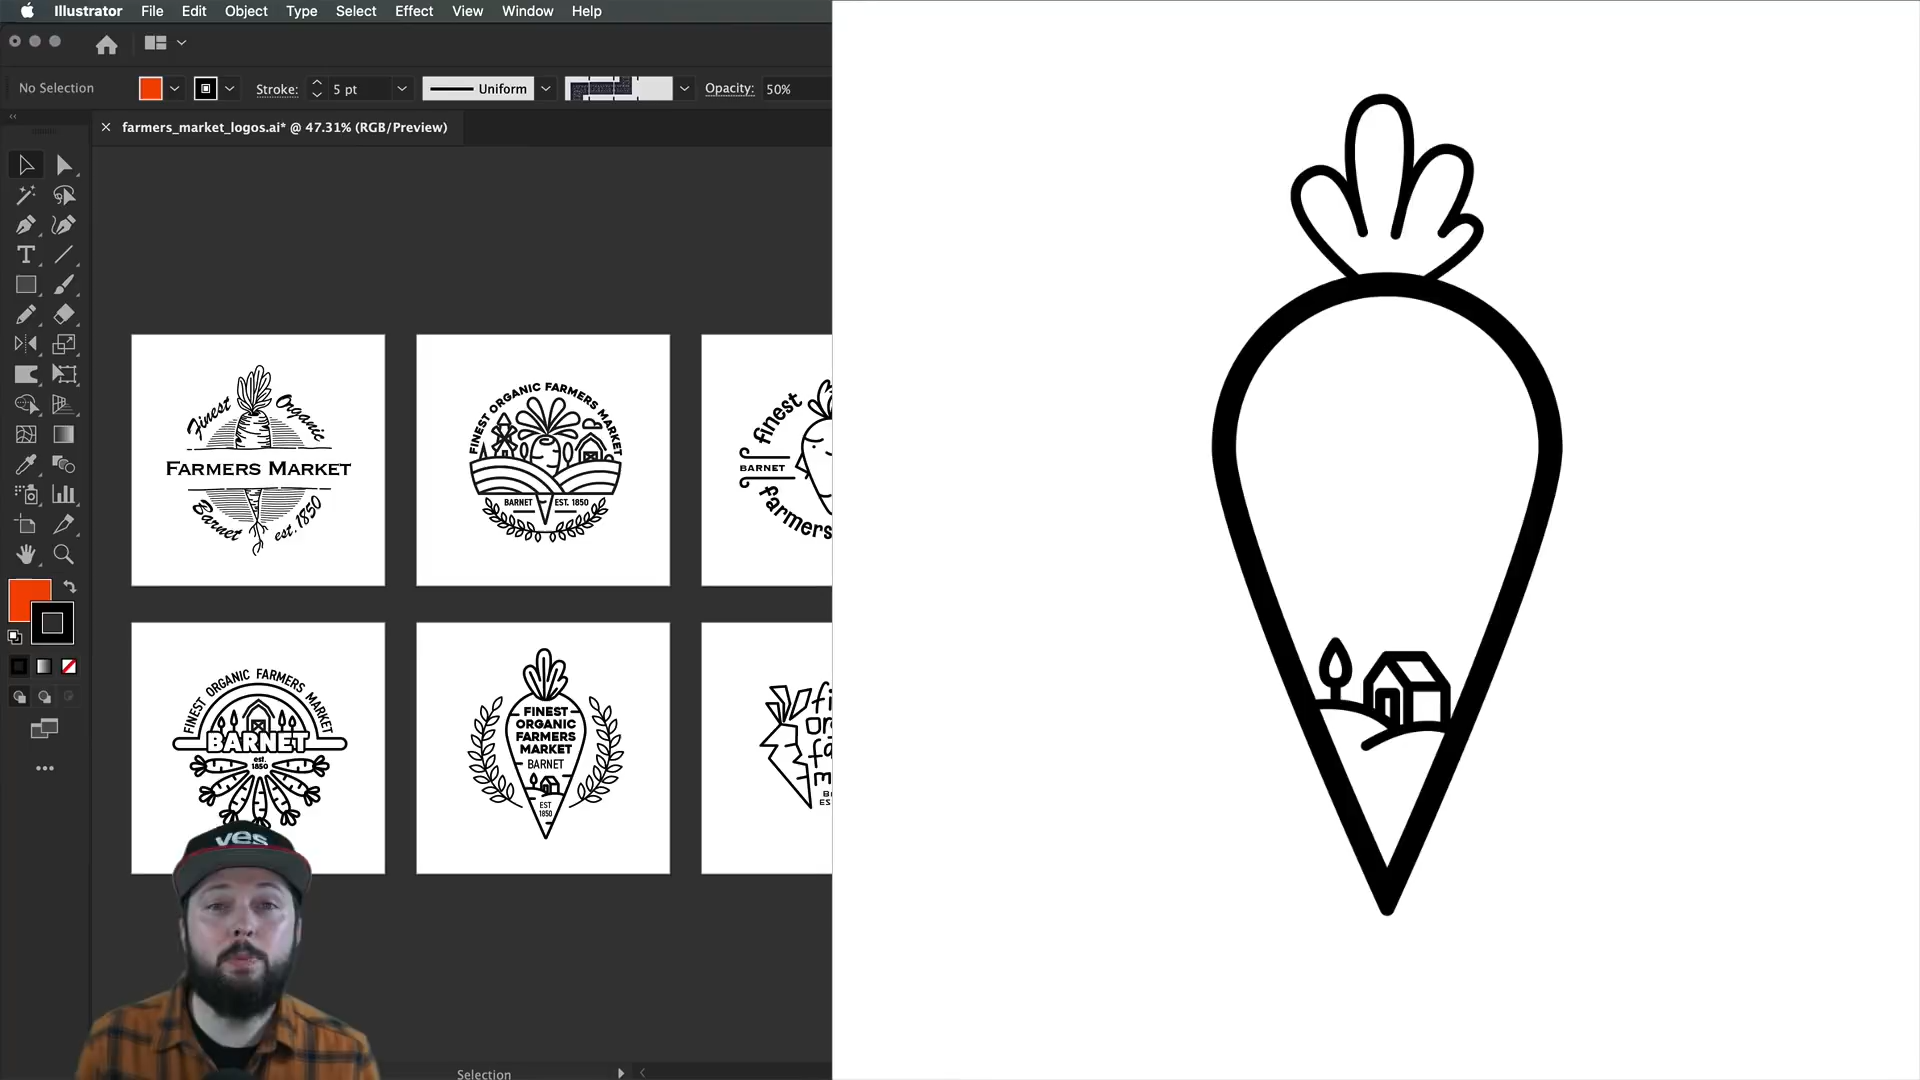 Illustrator File Edit Object Type Select Effect View Window Help
No Selection
Stroke:
5 pt
Uniform
Opacity:
50%
farmers_market_logos.ai* @ 47.31% (RGB/Preview)
Finest Organic
FARMERS MARKET
Barnet est. 1850
FINEST ORGANIC FARMERS MARKET
BARNET EST. 1850
finest
BARNET
farmers
FINEST ORGANIC FARMERS MARKET
BARNET
est.
1850
FINEST
ORGANIC
FARMERS
MARKET
BARNET
EST
1850
yes
Selection